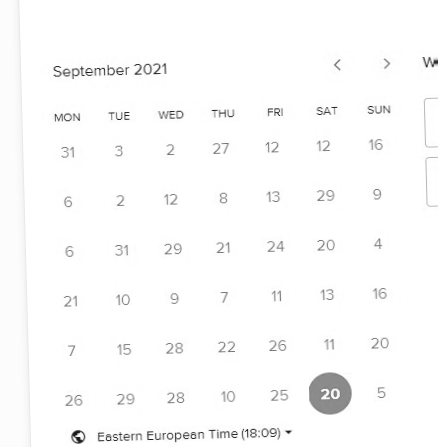 September 2021
MON TUE WED THU FRI SAT SUN
31 3 2 27 12 12 16
6 2 12 8 13 29 9
6 31 29 21 24 20 4
21 10 9 7 11 13 16
7 15 28 22 26 11 20
26 29 28 10 25 20 5
Eastern European Time (18:09)